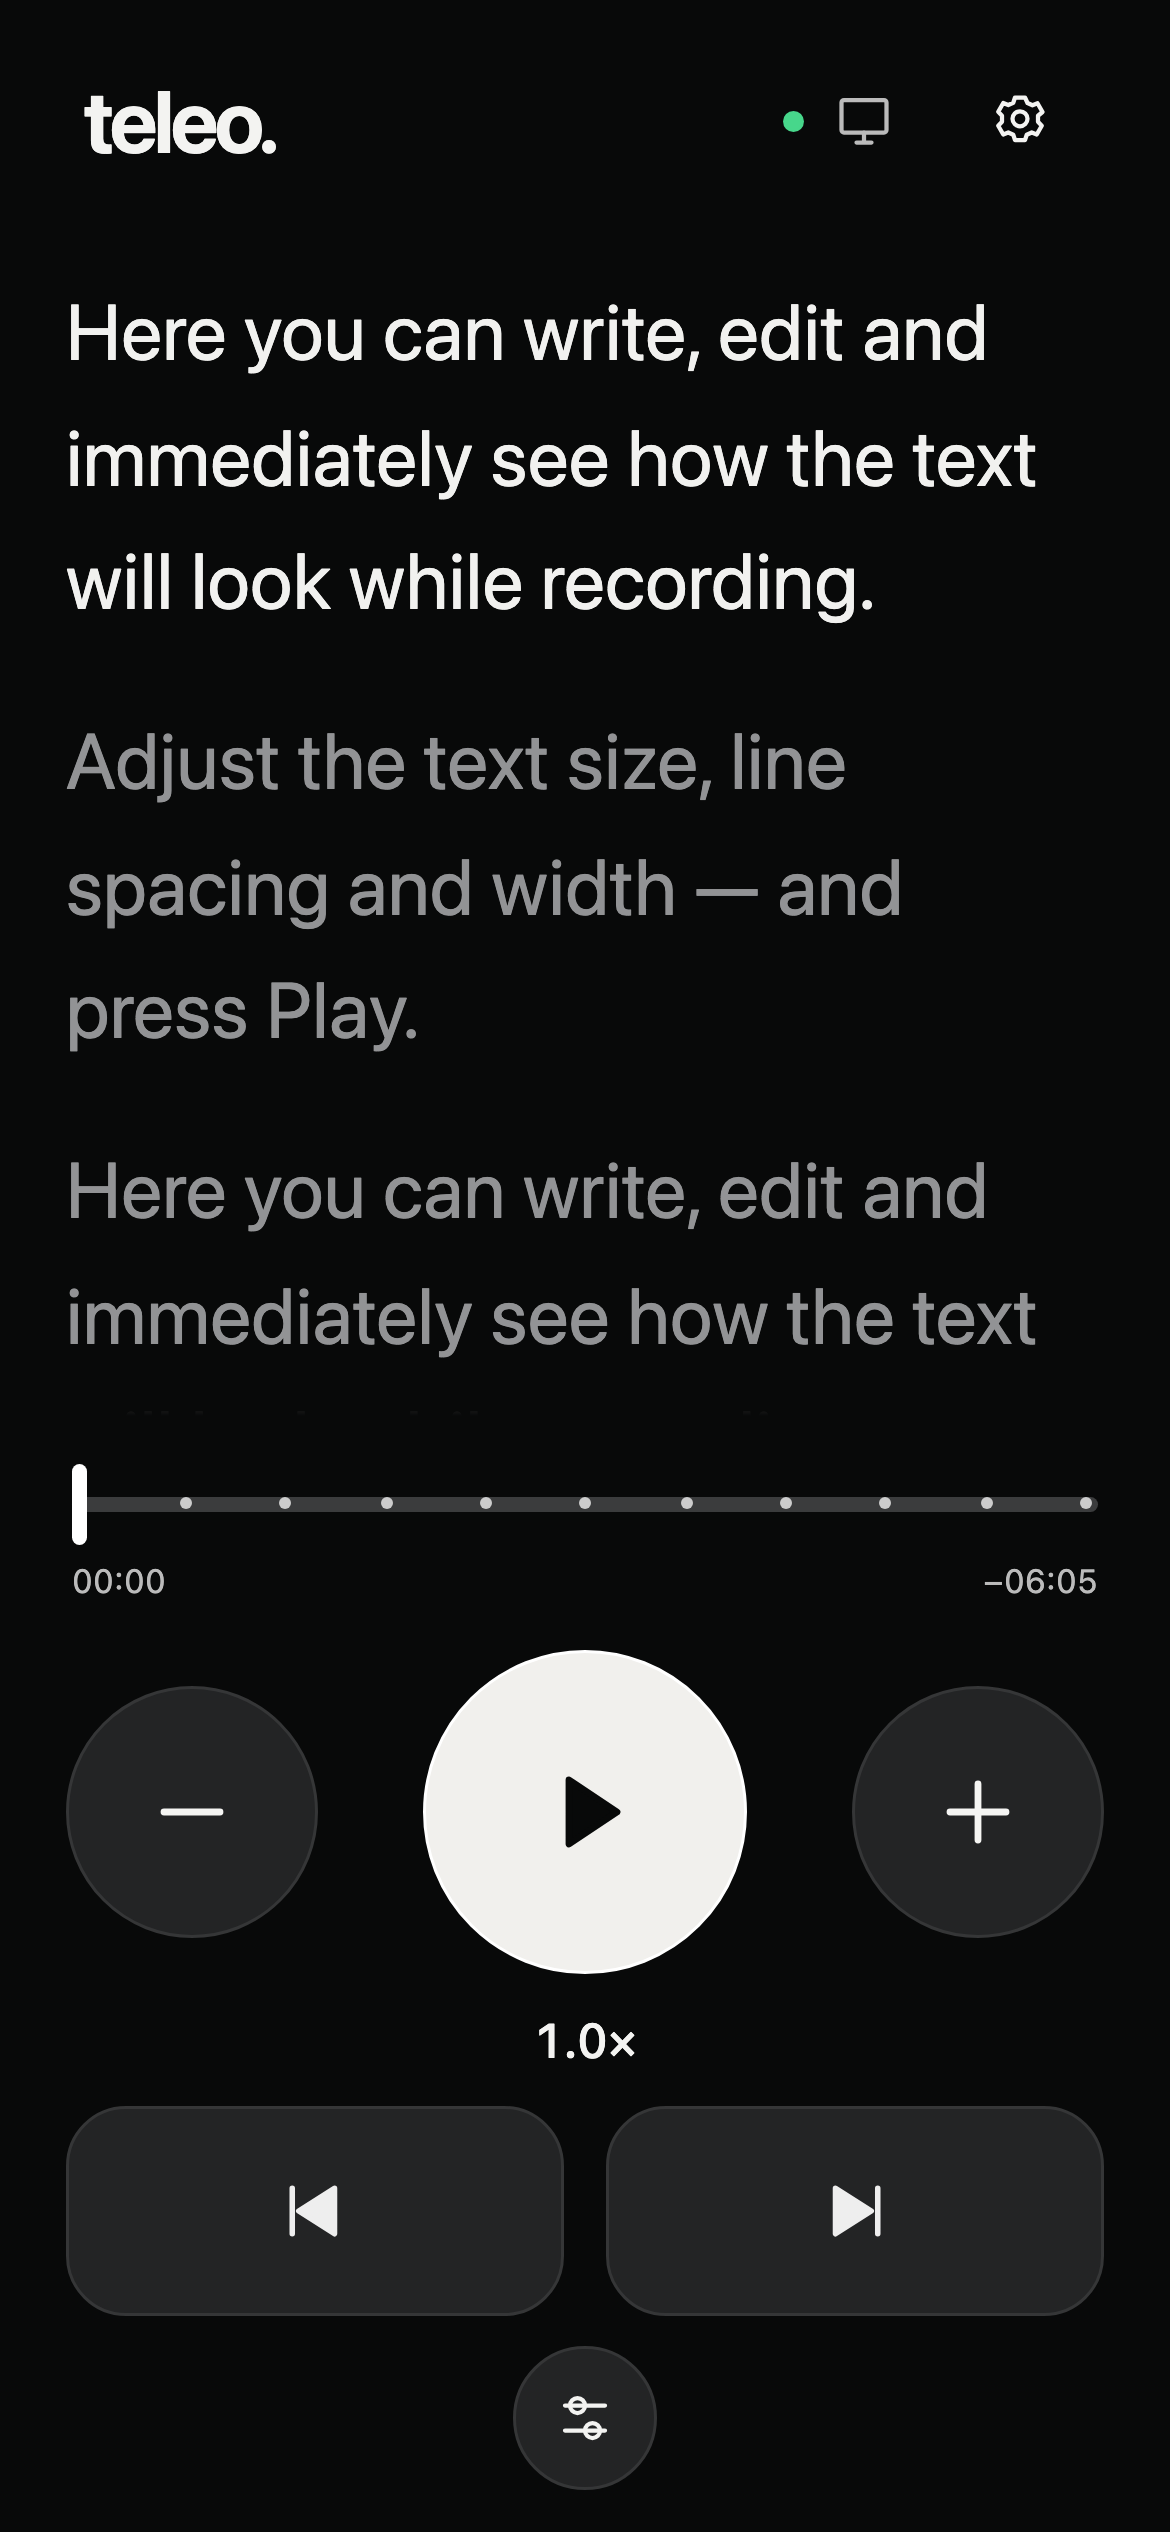 teleo.
Here you can write, edit and
immediately see how the text
will look while recording.
Adjust the text size, line
spacing and width — and
press Play.
Here you can write, edit and
immediately see how the text
00:00
–06:05
1.0×